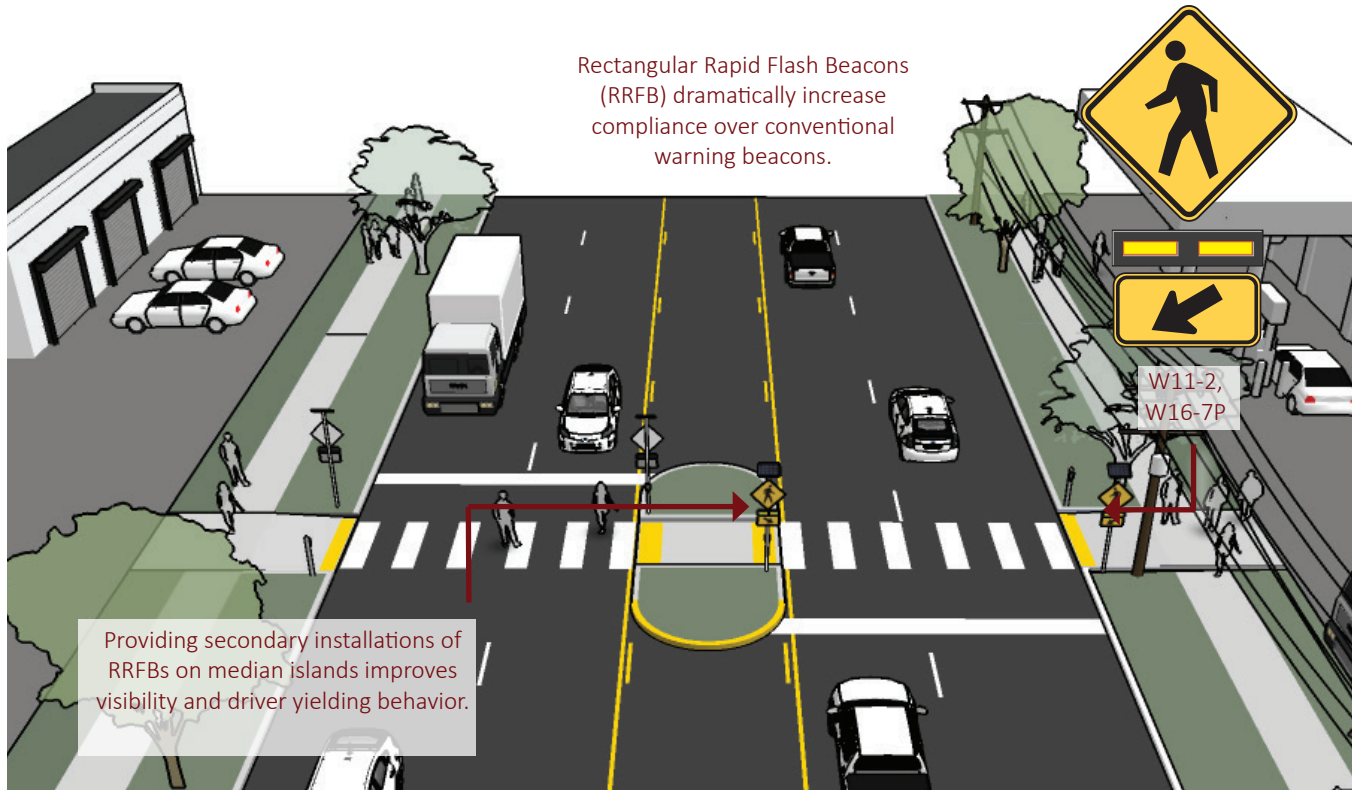 Rectangular Rapid Flash Beacons
(RRFB) dramatically increase
compliance over conventional
warning beacons.
W11-2,
W16-7P
Providing secondary installations of
RRFBs on median islands improves
visibility and driver yielding behavior.